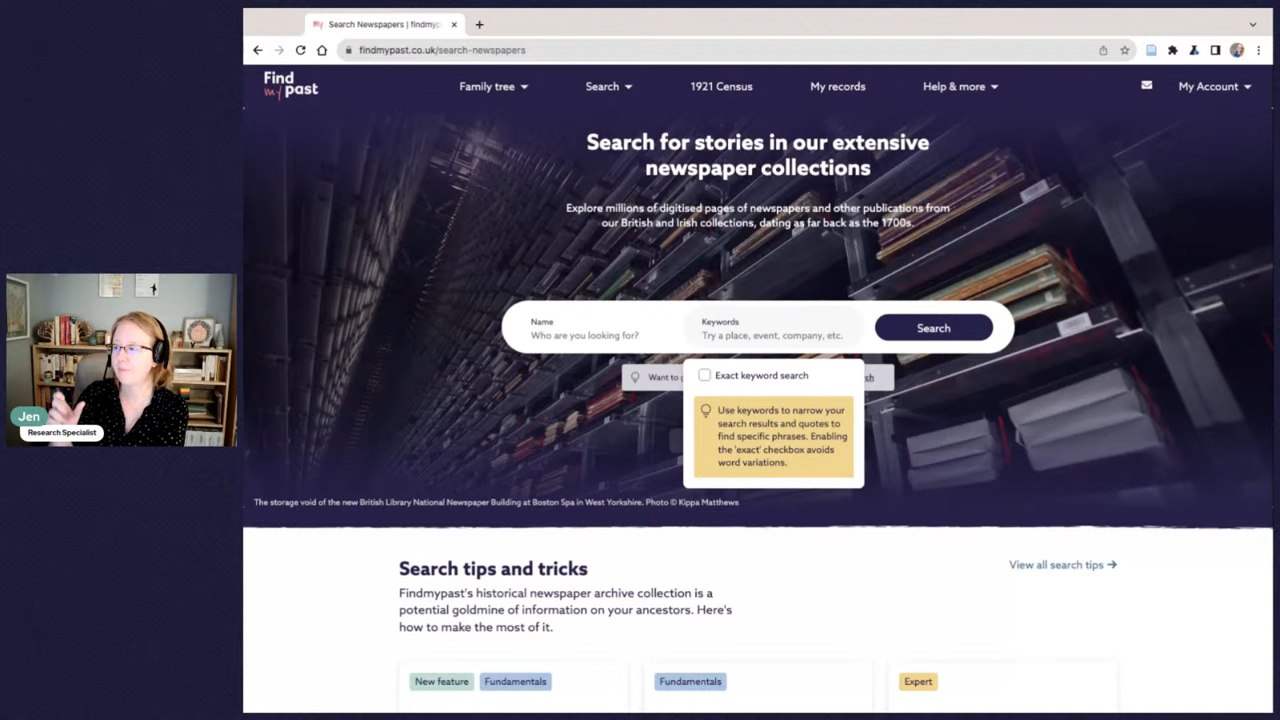 Search Newspapers | findmyp
findmypast.co.uk/search-newspapers
Find
my past
Family tree
Search
1921 Census
My records
Help & more
My Account
Search for stories in our extensive
newspaper collections
Explore millions of digitised pages of newspapers and other publications from
our British and Irish collections, dating as far back as the 1700s.
Name
Who are you looking for?
Keywords
Try a place, event, company, etc.
Search
Want to
Exact keyword search
Use keywords to narrow your
search results and quotes to
find specific phrases. Enabling
the 'exact' checkbox avoids
word variations.
Jen
Research Specialist
The storage void of the new British Library National Newspaper Building at Boston Spa in West Yorkshire. Photo © Kippa Matthews
Search tips and tricks
View all search tips →
Findmypast's historical newspaper archive collection is a
potential goldmine of information on your ancestors. Here's
how to make the most of it.
New feature
Fundamentals
Fundamentals
Expert